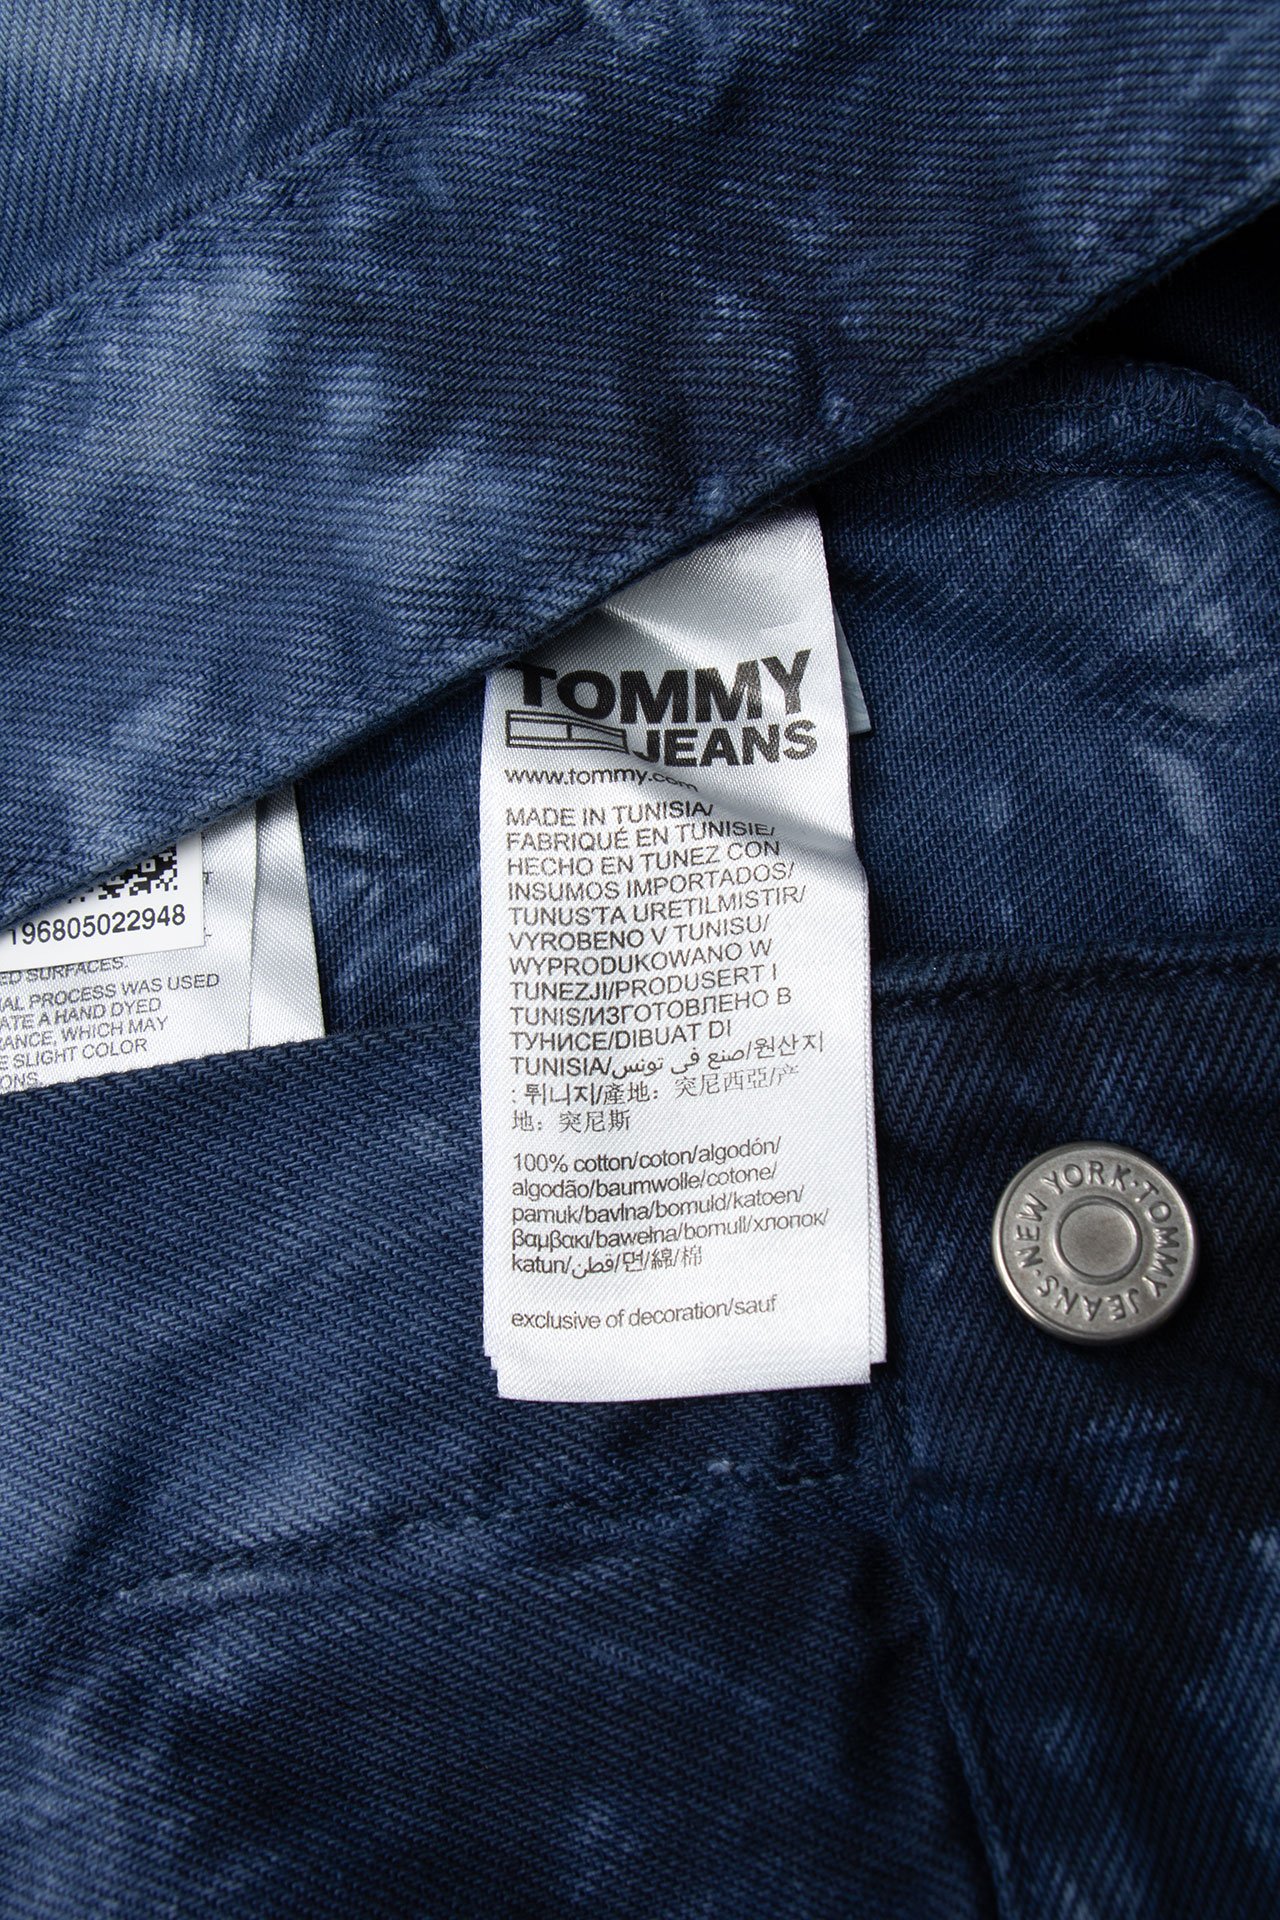 TOMMY
JEANS
www.tommy.com
MADE IN TUNISIA/
FABRIQUÉ EN TUNISIE/
HECHO EN TUNEZ CON
INSUMOS IMPORTADOS/
TUNUS'TA URETILMISTIR/
VYROBENO V TUNISU/
WYPRODUKOWANO W
TUNEZJI/PRODUSERT I
TUNIS/ИЗГОТОВЛЕНО В
ТУНИСЕ/DIBUAT DI
TUNISIA/صنع في تونس/원산지
: 튀니지/產地：突尼西亞/产
地：突尼斯
100% cotton/coton/algodón/
algodão/baumwolle/cotone/
pamuk/bavlna/bomuld/katoen/
βαμβακι/bawełna/bomull/хлопок/
katun/قطن/면/綿/棉
exclusive of decoration/sauf
196805022948
ED SURFACES.
IAL PROCESS WAS USED
ATE A HAND DYED
RANCE, WHICH MAY
E SLIGHT COLOR
ONS.
NEW YORK·TOMMY JEANS·